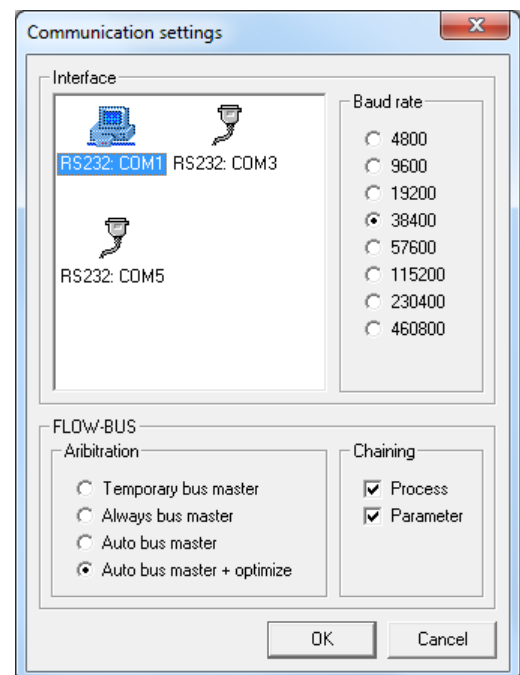 Communication settings
Interface
RS232: COM1 RS232: COM3
RS232: COM5
Baud rate
4800
9600
19200
38400
57600
115200
230400
460800
FLOW-BUS
Aribitration
Temporary bus master
Always bus master
Auto bus master
Auto bus master + optimize
Chaining
Process
Parameter
OK Cancel